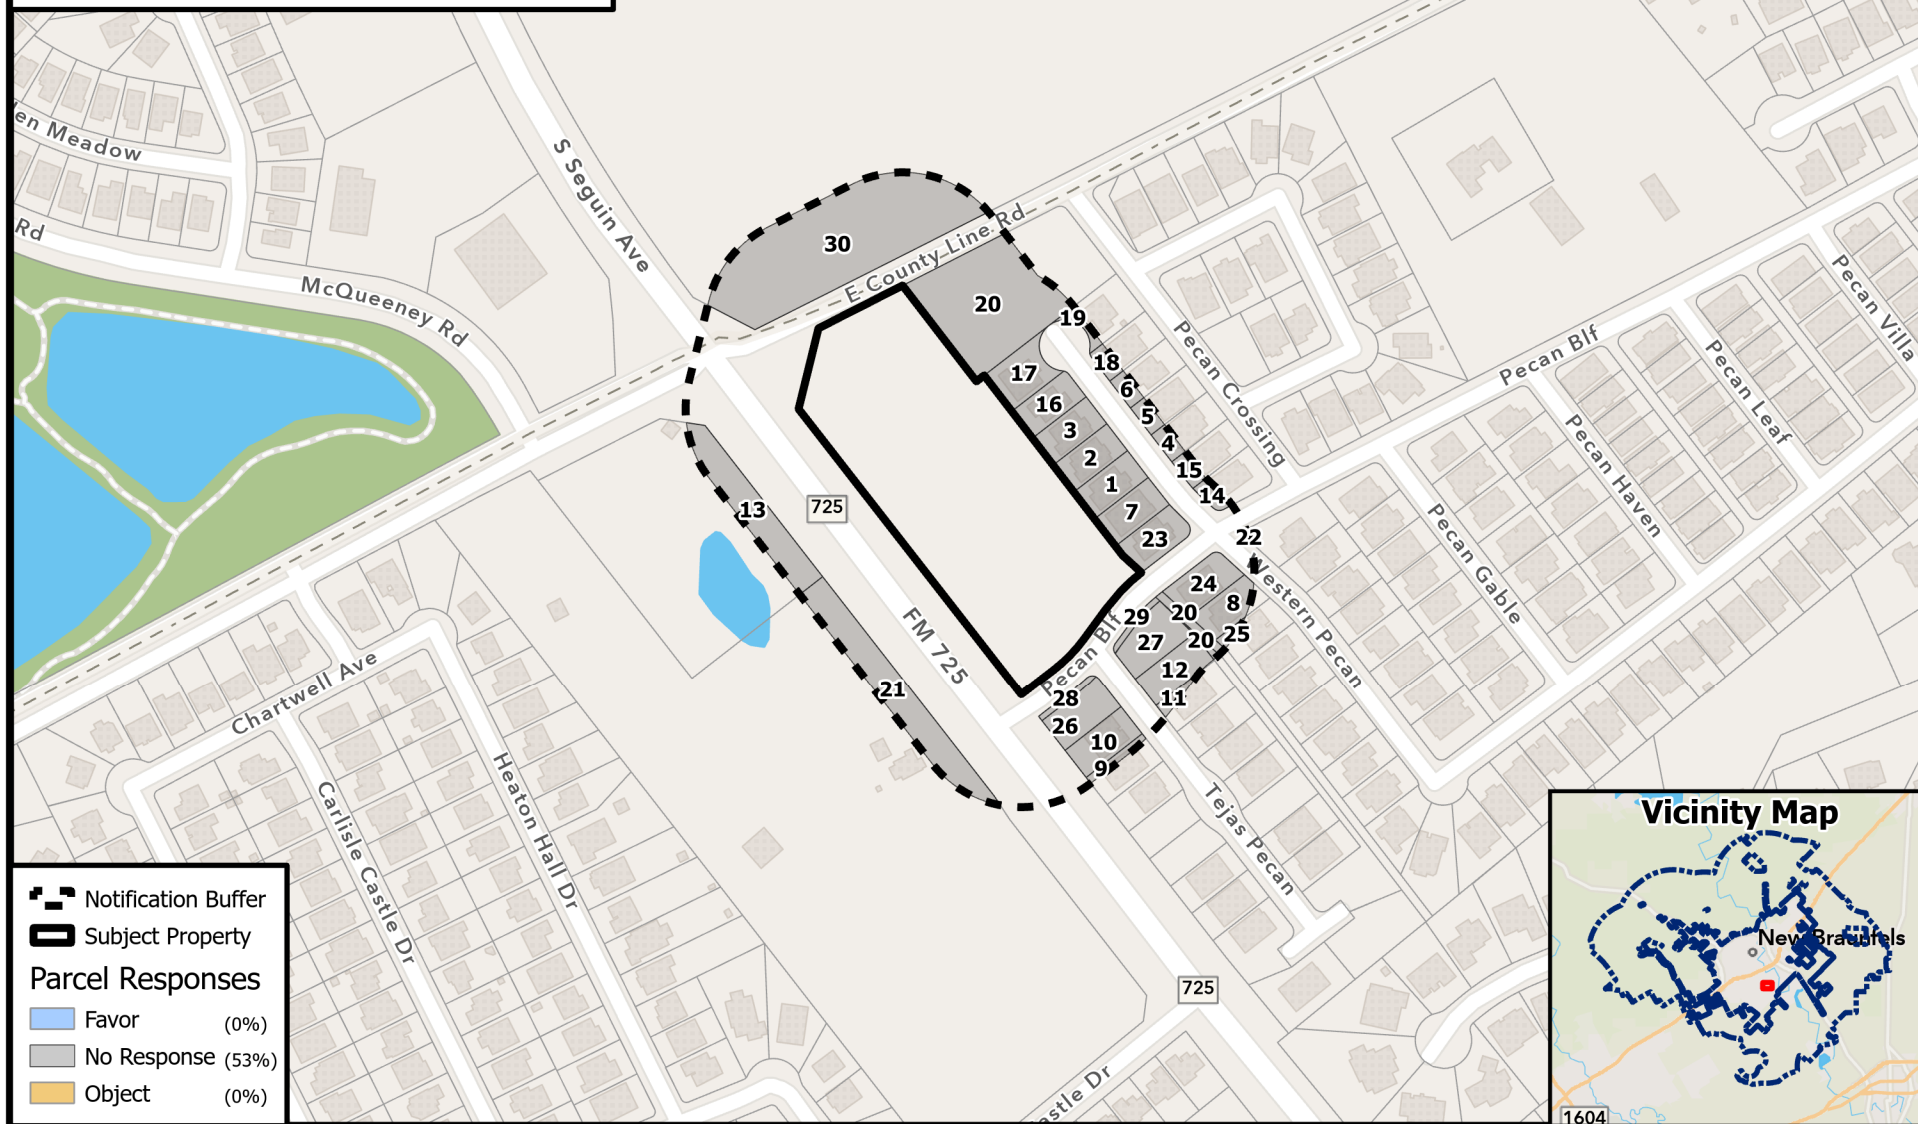 en Meadow
Rd
McQueeney Rd
S Seguin Ave
E County Line Rd
30
20
19
17
18
16
6
3
5
2
4
1
15
7
14
23
22
13
725
21
FM 725
24
8
29
20
27
20
25
12
11
28
26
10
9
Pecan Blf
Pecan Blf
Pecan Crossing
Pecan Villa
Pecan Leaf
Pecan Haven
Pecan Gable
Western Pecan
Tejas Pecan
Chartwell Ave
Carlisle Castle Dr
Heaton Hall Dr
725
astle Dr
Notification Buffer
Subject Property
Parcel Responses
Favor (0%)
No Response (53%)
Object (0%)
Vicinity Map
New Braunfels
1604